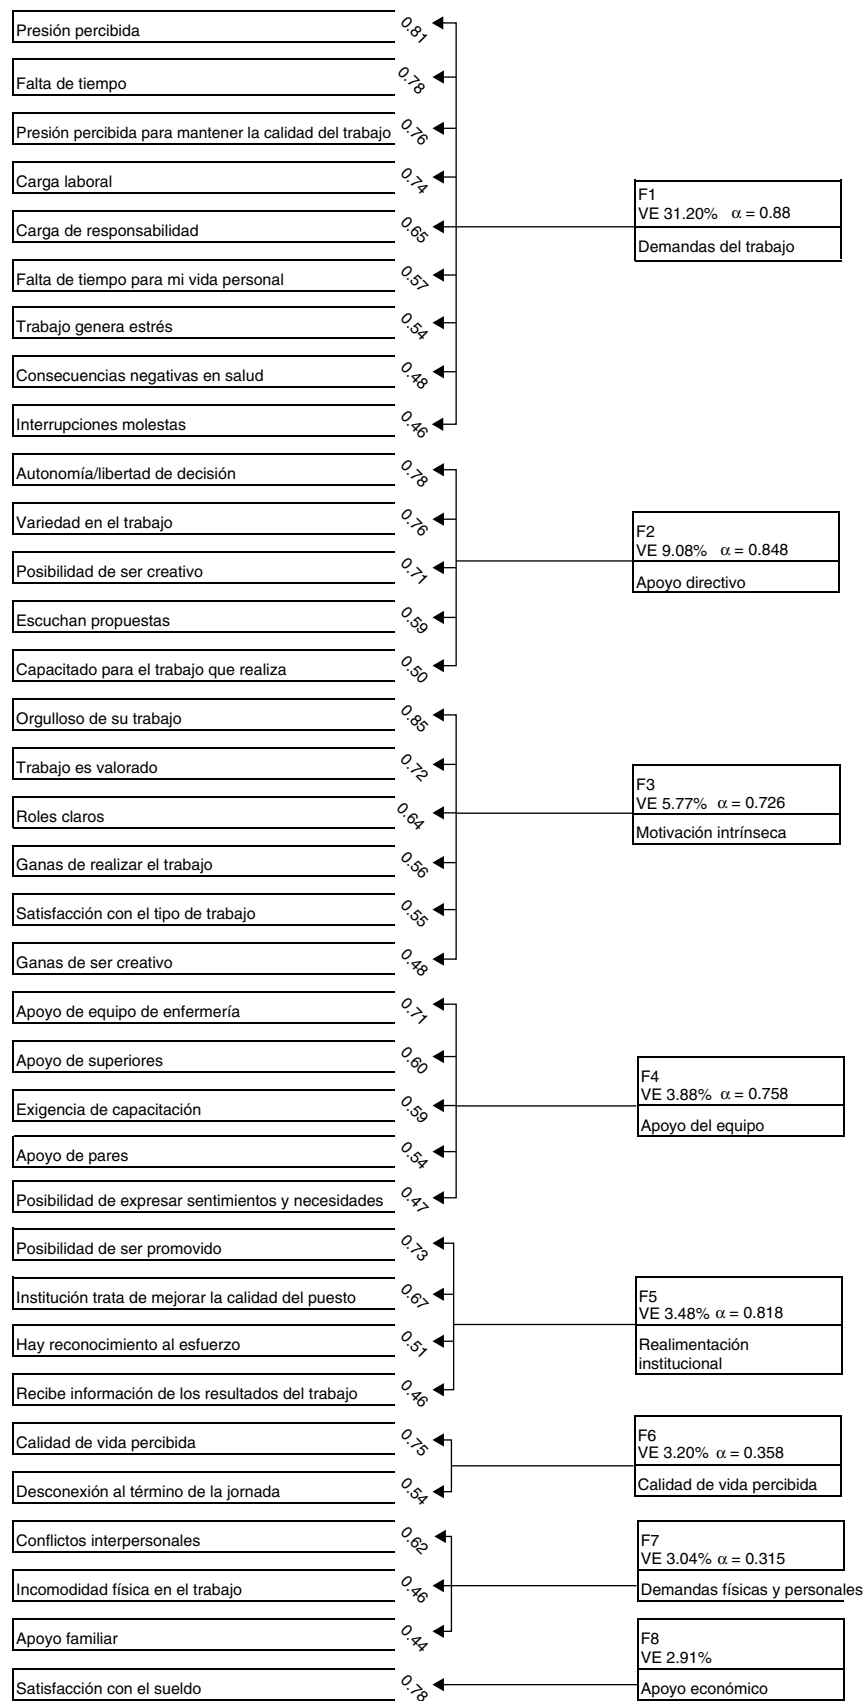 Presión percibida 0.81
Falta de tiempo 0.78
Presión percibida para mantener la calidad del trabajo 0.76
Carga laboral 0.74
Carga de responsabilidad 0.65
Falta de tiempo para mi vida personal 0.57
Trabajo genera estrés 0.54
Consecuencias negativas en salud 0.48
Interrupciones molestas 0.46
F1
VE 31.20% α = 0.88
Demandas del trabajo
Autonomía/libertad de decisión 0.78
Variedad en el trabajo 0.76
Posibilidad de ser creativo 0.71
Escuchan propuestas 0.59
Capacitado para el trabajo que realiza 0.50
F2
VE 9.08% α = 0.848
Apoyo directivo
Orgulloso de su trabajo 0.85
Trabajo es valorado 0.72
Roles claros 0.64
Ganas de realizar el trabajo 0.56
Satisfacción con el tipo de trabajo 0.55
Ganas de ser creativo 0.48
F3
VE 5.77% α = 0.726
Motivación intrínseca
Apoyo de equipo de enfermería 0.71
Apoyo de superiores 0.60
Exigencia de capacitación 0.59
Apoyo de pares 0.54
Posibilidad de expresar sentimientos y necesidades 0.47
F4
VE 3.88% α = 0.758
Apoyo del equipo
Posibilidad de ser promovido 0.73
Institución trata de mejorar la calidad del puesto 0.67
Hay reconocimiento al esfuerzo 0.51
Recibe información de los resultados del trabajo 0.46
F5
VE 3.48% α = 0.818
Realimentación
institucional
Calidad de vida percibida 0.75
Desconexión al término de la jornada 0.54
F6
VE 3.20% α = 0.358
Calidad de vida percibida
Conflictos interpersonales 0.62
Incomodidad física en el trabajo 0.46
Apoyo familiar 0.44
F7
VE 3.04% α = 0.315
Demandas físicas y personales
Satisfacción con el sueldo 0.78
F8
VE 2.91%
Apoyo económico